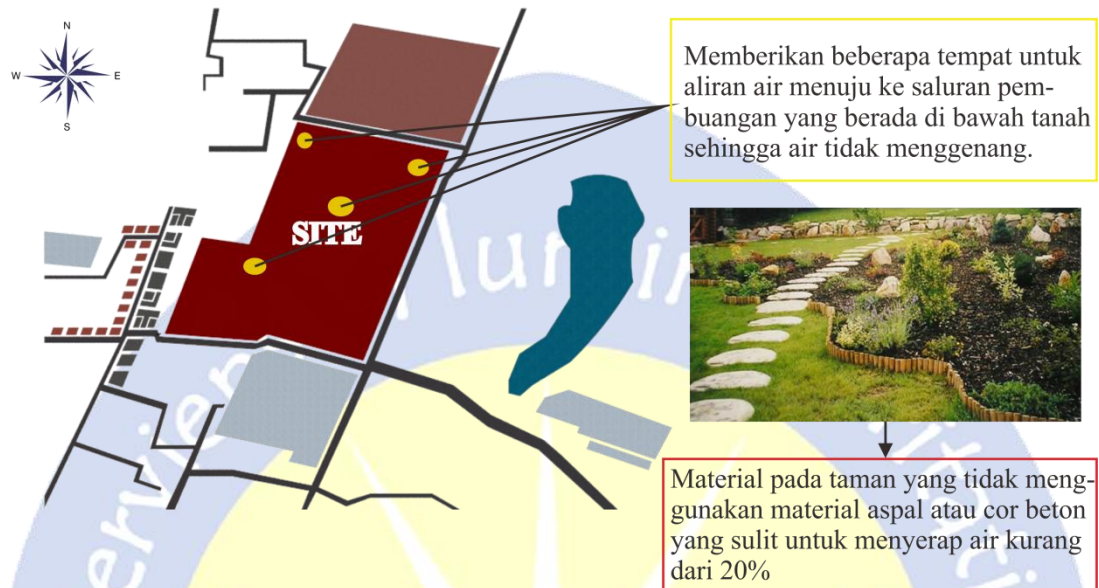 N
W
E
S
Memberikan beberapa tempat untuk
aliran air menuju ke saluran pem-
buangan yang berada di bawah tanah
sehingga air tidak menggenang.
SITE
Material pada taman yang tidak meng-
gunakan material aspal atau cor beton
yang sulit untuk menyerap air kurang
dari 20%